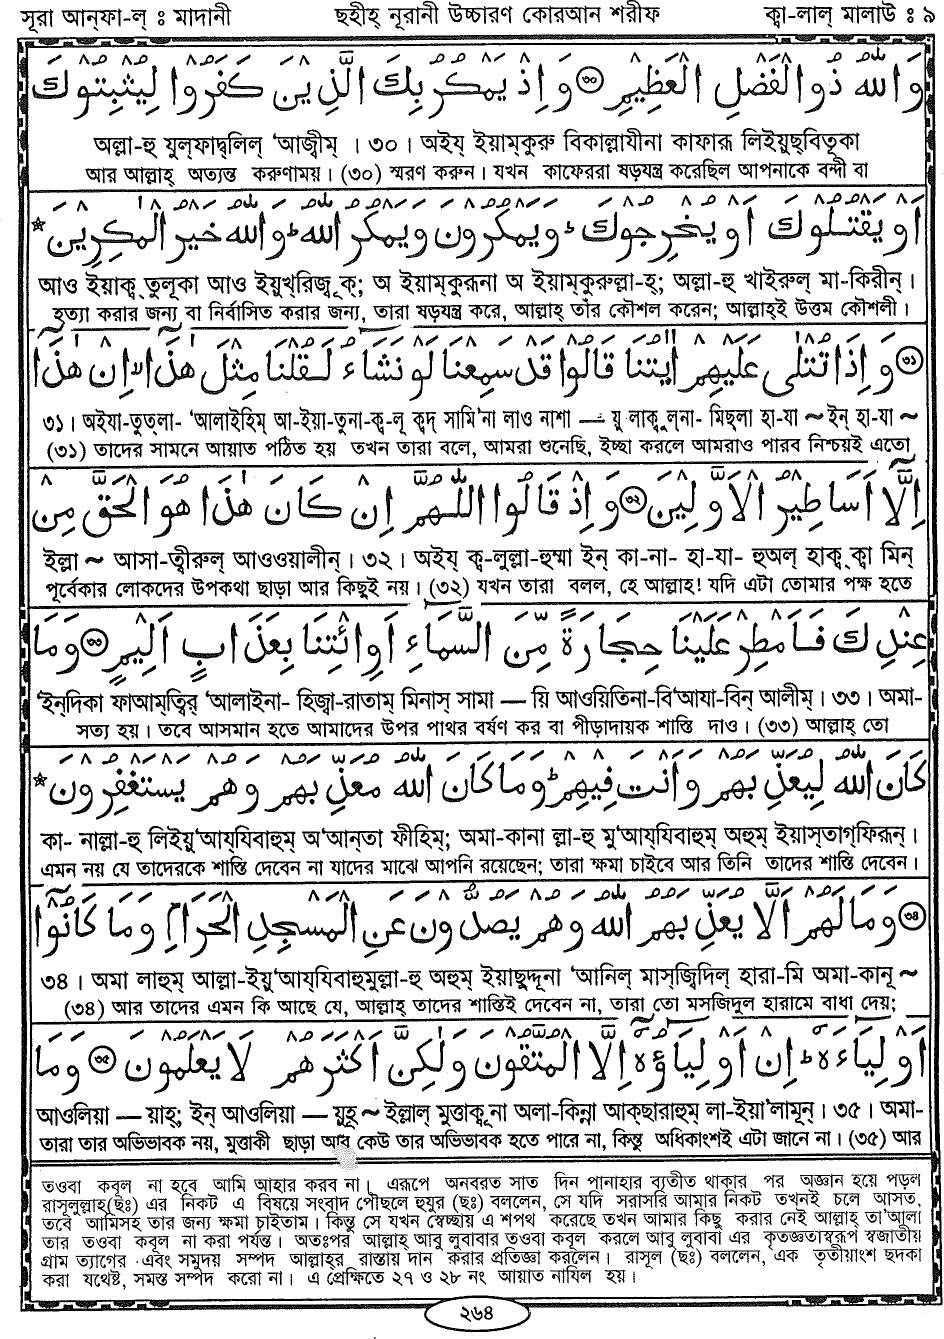 সূরা আন্‌ফা-ল্ : মাদানী ছহীহ্ নূরানী উচ্চারণ কোরআন শরীফ ক্বা-লাল্ মালাউ : ৯
وَاللّٰهُ ذُو الْفَضْلِ الْعَظِيْمِ ﴿৩০﴾ وَاِذْ يَمْكُرُ بِكَ الَّذِيْنَ كَفَرُوْا لِيُثْبِتُوْكَ
অল্লা-হু যুল্‌ফাদ্বলিল্ ‘আজ্বীম্ । ৩০। অইয্ ইয়াম্‌কুরু বিকাল্লাযীনা কাফারূ লিইয়ুছ্‌বিতূকা
আর আল্লাহ্ অত্যন্ত করুণাময়। (৩০) স্মরণ করুন। যখন কাফেররা ষড়যন্ত্র করেছিল আপনাকে বন্দী বা
اَوْ يَقْتُلُوْكَ اَوْ يُخْرِجُوْكَ ؕ وَيَمْكُرُوْنَ وَيَمْكُرُ اللّٰهُ ؕ وَاللّٰهُ خَيْرُ الْمٰكِرِيْنَ *
আও ইয়াক্ব্‌তুলূকা আও ইয়ুখ্‌রিজূ্ক্; অ ইয়াম্‌কুরূনা অ ইয়াম্‌কুরুল্লা-হ্; অল্লা-হু খাইরুল্ মা-কিরীন্।
হত্যা করার জন্য বা নির্বাসিত করার জন্য, তারা ষড়যন্ত্র করে, আল্লাহ্ তাঁর কৌশল করেন; আল্লাহ্ই উত্তম কৌশলী।
﴿৩১﴾ وَاِذَا تُتْلٰى عَلَيْهِمْ اٰيٰتُنَا قَالُوْا قَدْ سَمِعْنَا لَوْ نَشَآءُ لَقُلْنَا مِثْلَ هٰذَاۤ ۙ اِنْ هٰذَاۤ
৩১। অইযা-তুত্‌লা- ‘আলাইহিম্ আ-ইয়া-তুনা-ক্ব-লূ ক্বদ্ সামি‘না লাও নাশা — য়ু লাক্বুল্‌না- মিছ্‌লা হা-যা ~ ইন্ হা-যা ~
(৩১) তাদের সামনে আয়াত পঠিত হয় তখন তারা বলে, আমরা শুনেছি, ইচ্ছা করলে আমরাও পারব নিশ্চয়ই এতো
اِلَّاۤ اَسَاطِيْرُ الْاَوَّلِيْنَ ﴿৩২﴾ وَاِذْ قَالُوا اللّٰهُمَّ اِنْ كَانَ هٰذَا هُوَ الْحَقَّ مِنْ
ইল্লা ~ আসা-ত্বীরুল্ আওওয়ালীন্। ৩২। অইয্ ক্ব-লুল্লা-হুম্মা ইন্ কা-না- হা-যা- হুঅল্ হাক্ব্‌ক্বা মিন্
পূর্বেকার লোকদের উপকথা ছাড়া আর কিছুই নয়। (৩২) যখন তারা বলল, হে আল্লাহ্! যদি এটা তোমার পক্ষ হতে
عِنْدِكَ فَاَمْطِرْ عَلَيْنَا حِجَارَةً مِّنَ السَّمَآءِ اَوِ ائْتِنَا بِعَذَابٍ اَلِيْمٍ ﴿৩৩﴾ وَمَا
‘ইন্‌দিকা ফাআম্‌ত্বির্ ‘আলাইনা- হিজ্বা-রাতাম্ মিনাস্ সামা — য়ি আওয়িতিনা-বি‘আযা-বিন্ আলীম্। ৩৩। অমা-
সত্য হয়। তবে আসমান হতে আমাদের উপর পাথর বর্ষণ কর বা পীড়াদায়ক শাস্তি দাও। (৩৩) আল্লাহ্ তো
كَانَ اللّٰهُ لِيُعَذِّبَهُمْ وَاَنْتَ فِيْهِمْ ؕ وَمَا كَانَ اللّٰهُ مُعَذِّبَهُمْ وَهُمْ يَسْتَغْفِرُوْنَ *
কা- নাল্লা-হু লিইয়ু‘আয্‌যিবাহুম্ অ‘আন্‌তা ফীহিম্; অমা-কানা ল্লা-হু মু‘আয্‌যিবাহুম্ অহুম্ ইয়াস্‌তাগফিরূন্।
এমন নয় যে তাদেরকে শাস্তি দেবেন না যাদের মাঝে আপনি রয়েছেন; তারা ক্ষমা চাইবে আর তিনি তাদের শাস্তি দেবেন।
﴿৩৪﴾ وَمَا لَهُمْ اَلَّا يُعَذِّبَهُمُ اللّٰهُ وَهُمْ يَصُدُّوْنَ عَنِ الْمَسْجِدِ الْحَرَامِ وَمَا كَانُوْۤا
৩৪। অমা লাহুম্ আল্লা-ইয়ু‘আয্‌যিবাহুমুল্লা-হু অহুম্ ইয়াছুদ্দূনা ‘আনিল্ মাস্‌জ্বিদিল্ হারা-মি অমা-কানূ ~
(৩৪) আর তাদের এমন কি আছে যে, আল্লাহ্ তাদের শাস্তিই দেবেন না, তারা তো মসজিদুল হারামে বাধা দেয়;
اَوْلِيَآءَهٗ ؕ اِنْ اَوْلِيَآؤُهٗۤ اِلَّا الْمُتَّقُوْنَ وَلٰكِنَّ اَكْثَرَهُمْ لَا يَعْلَمُوْنَ ﴿৩৫﴾ وَمَا
আওলিয়া — য়াহ্; ইন্ আওলিয়া — য়ুহূ ~ ইল্লাল্ মুত্তাক্বূনা অলা-কিন্না আক্‌ছারাহুম্ লা-ইয়া‘লামূন্। ৩৫। অমা-
তারা তার অভিভাবক নয়, মুত্তাকী ছাড়া আর কেউ তার অভিভাবক হতে পারে না, কিন্তু অধিকাংশই এটা জানে না। (৩৫) আর
তওবা কবুল না হবে আমি আহার করব না। এরূপে অনবরত সাত দিন পানাহার ব্যতীত থাকার পর অজ্ঞান হয়ে পড়ল
রাসূলুল্লাহ(ছঃ) এর নিকট এ বিষয়ে সংবাদ পৌঁছলে হুযুর (ছঃ) বললেন, সে যদি সরাসরি আমার নিকট তখনই চলে আসত,
তবে আমিসহ তার জন্য ক্ষমা চাইতাম। কিন্তু সে যখন স্বেচ্ছায় এ শপথ করেছে তখন আমার কিছু করার নেই আল্লাহ্ তা'আলা
তার তওবা কবুল না করা পর্যন্ত। অতঃপর আল্লাহ্ আবু লুবাবার তওবা কবুল করলে আবু লুবাবা এর কৃতজ্ঞতাস্বরূপ স্বজাতীয়
গ্রাম ত্যাগের এবং সমুদয় সম্পদ আল্লাহ্‌র রাস্তায় দান করার প্রতিজ্ঞা করলেন। রাসূল (ছঃ) বললেন, এক তৃতীয়াংশ ছদকা
করা যথেষ্ট, সমস্ত সম্পদ করো না। এ প্রেক্ষিতে ২৭ ও ২৮ নং আয়াত নাযিল হয়।
২৬৪